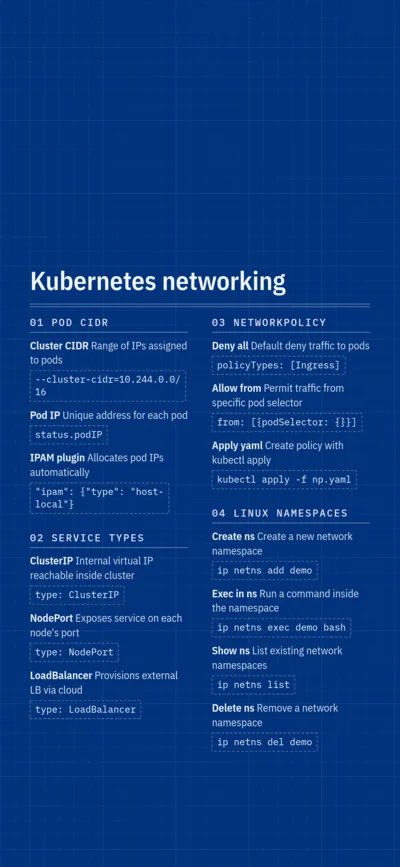 Kubernetes networking
01 POD CIDR
Cluster CIDR Range of IPs assigned
to pods
--cluster-cidr=10.244.0.0/
16
Pod IP Unique address for each pod
status.podIP
IPAM plugin Allocates pod IPs
automatically
"ipam": {"type": "host-
local"}
02 SERVICE TYPES
ClusterIP Internal virtual IP
reachable inside cluster
type: ClusterIP
NodePort Exposes service on each
node's port
type: NodePort
LoadBalancer Provisions external
LB via cloud
type: LoadBalancer
03 NETWORKPOLICY
Deny all Default deny traffic to pods
policyTypes: [Ingress]
Allow from Permit traffic from
specific pod selector
from: [{podSelector: {}}]
Apply yaml Create policy with
kubectl apply
kubectl apply -f np.yaml
04 LINUX NAMESPACES
Create ns Create a new network
namespace
ip netns add demo
Exec in ns Run a command inside
the namespace
ip netns exec demo bash
Show ns List existing network
namespaces
ip netns list
Delete ns Remove a network
namespace
ip netns del demo